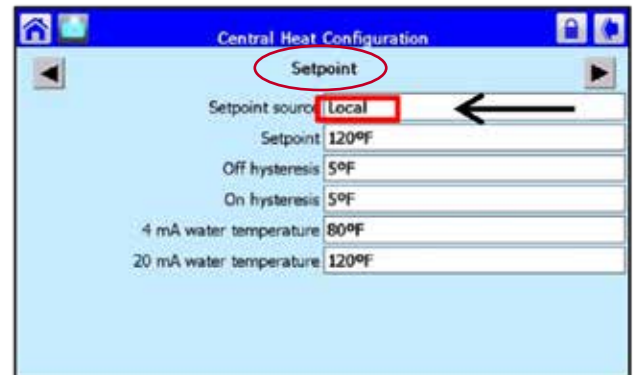 Central Heat Configuration
Setpoint
Setpoint source Local
Setpoint 120ºF
Off hysteresis 5ºF
On hysteresis 5ºF
4 mA water temperature 80ºF
20 mA water temperature 120ºF